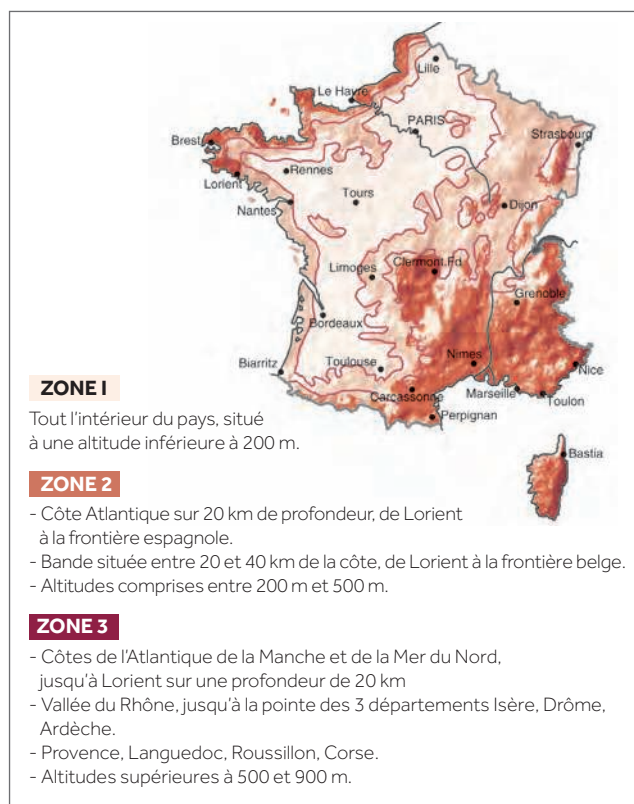 Lille
Le Havre
PARIS
Strasbourg
Brest
Rennes
Lorient
Tours
Nantes
Dijon
Limoges
Clermont.Fd
Grenoble
Bordeaux
Biarritz
Toulouse
Nimes
Nice
Carcassonne
Marseille
Toulon
Perpignan
Bastia
ZONE I
Tout l'intérieur du pays, situé
à une altitude inférieure à 200 m.
ZONE 2
- Côte Atlantique sur 20 km de profondeur, de Lorient
à la frontière espagnole.
- Bande située entre 20 et 40 km de la côte, de Lorient à la frontière belge.
- Altitudes comprises entre 200 m et 500 m.
ZONE 3
- Côtes de l'Atlantique de la Manche et de la Mer du Nord,
jusqu'à Lorient sur une profondeur de 20 km
- Vallée du Rhône, jusqu'à la pointe des 3 départements Isère, Drôme,
Ardèche.
- Provence, Languedoc, Roussillon, Corse.
- Altitudes supérieures à 500 et 900 m.